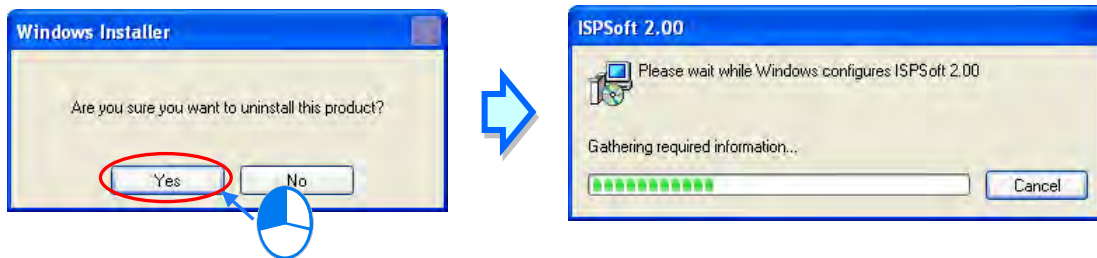 Windows Installer
Are you sure you want to uninstall this product?
Yes
No
ISPSoft 2.00
Please wait while Windows configures ISPSoft 2.00
Gathering required information...
Cancel